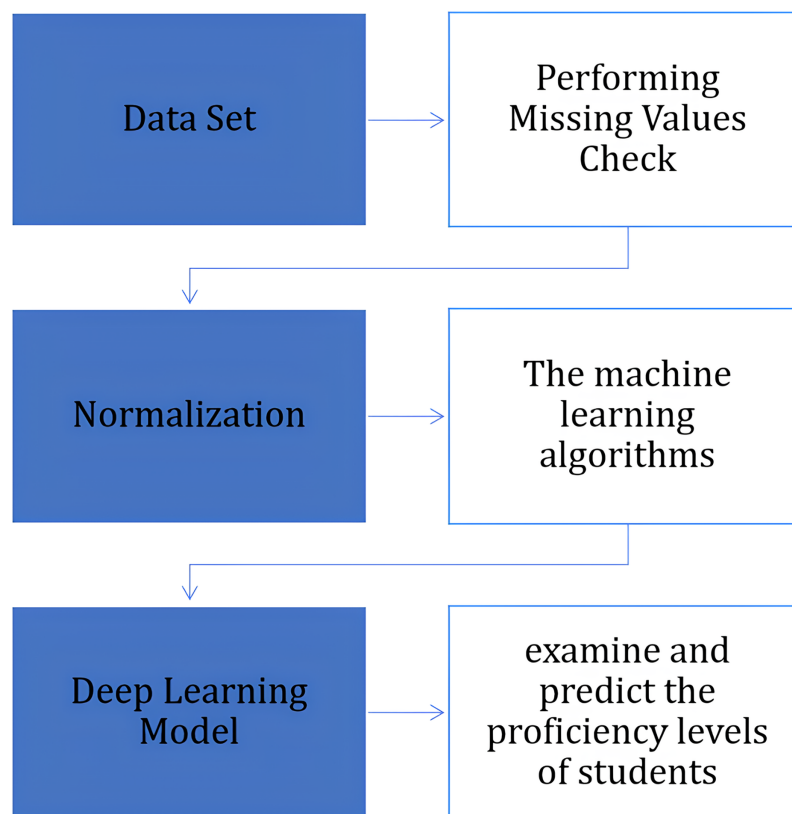 Data Set
Performing
Missing Values
Check
Normalization
The machine
learning
algorithms
Deep Learning
Model
examine and
predict the
proficiency levels
of students